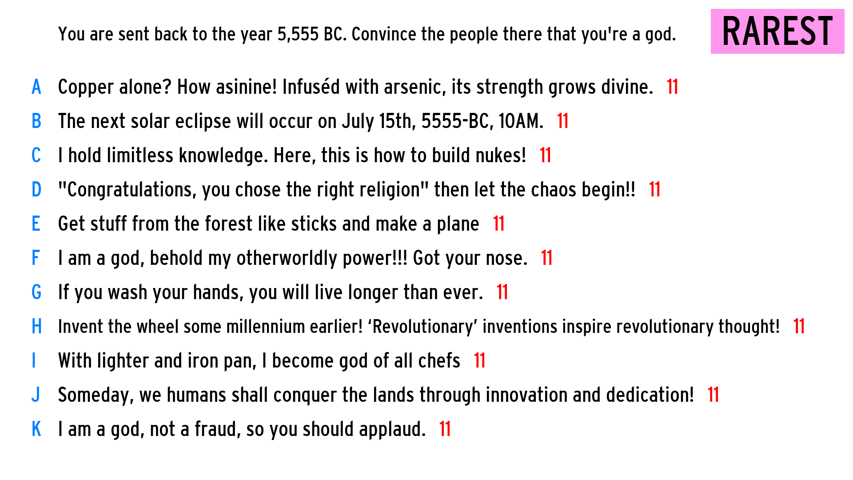 You are sent back to the year 5,555 BC. Convince the people there that you're a god.
RAREST
A Copper alone? How asinine! Infuséd with arsenic, its strength grows divine. 11
B The next solar eclipse will occur on July 15th, 5555-BC, 10AM. 11
C I hold limitless knowledge. Here, this is how to build nukes! 11
D "Congratulations, you chose the right religion" then let the chaos begin!! 11
E Get stuff from the forest like sticks and make a plane 11
F I am a god, behold my otherworldly power!!! Got your nose. 11
G If you wash your hands, you will live longer than ever. 11
H Invent the wheel some millennium earlier! ‘Revolutionary’ inventions inspire revolutionary thought! 11
I With lighter and iron pan, I become god of all chefs 11
J Someday, we humans shall conquer the lands through innovation and dedication! 11
K I am a god, not a fraud, so you should applaud. 11